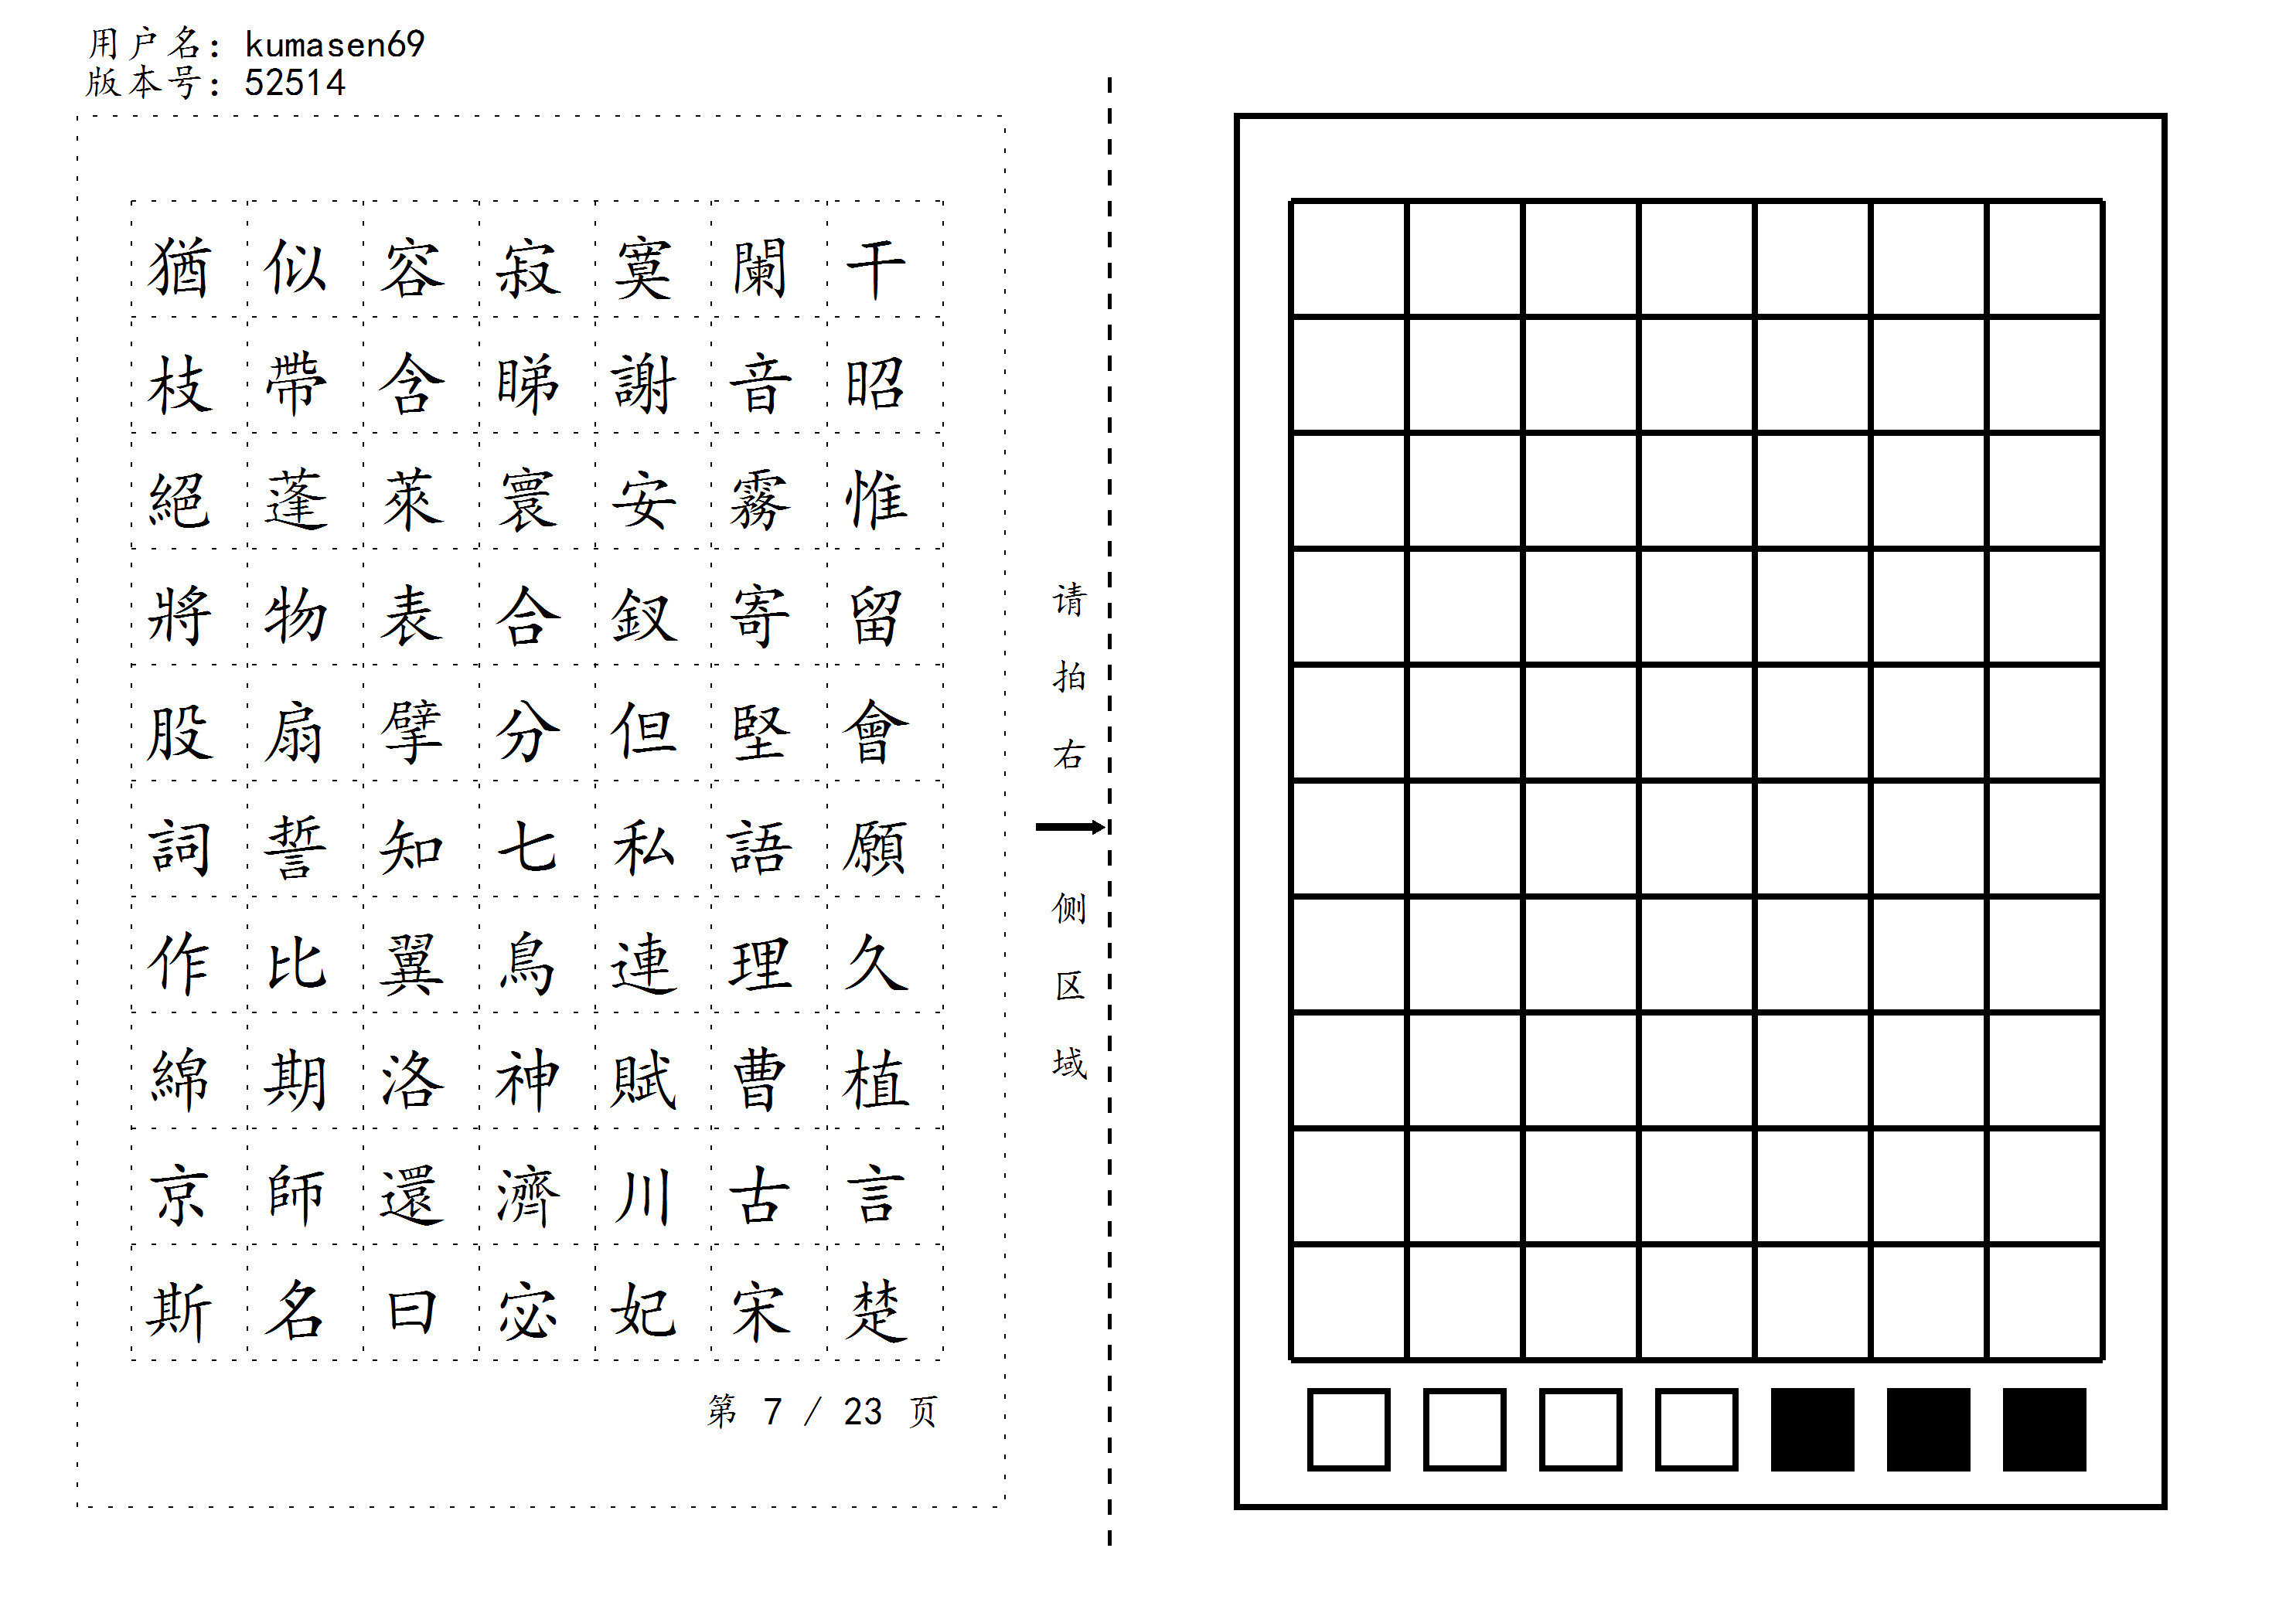 用户名: kumasen69
版本号: 52514
猶似容寂寞闌干
枝帶含睇謝音昭
絕蓬萊寰安霧惟
將物表合釵寄留
股扇擘分但堅會
詞誓知七私語願
作比翼鳥連理久
綿期洛神賦曹植
京師還濟川古言
斯名曰宓妃宋楚
第 7 / 23 页
请拍右侧区域